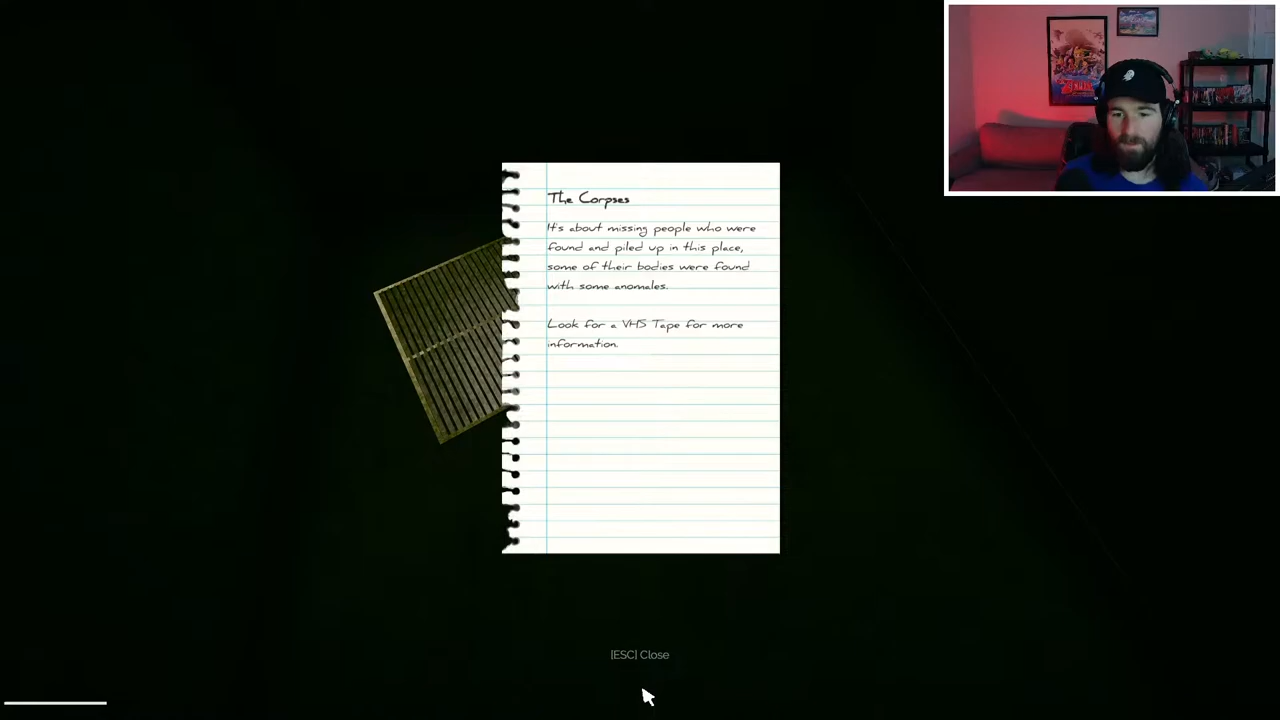 The Corpses
It's about missing people who were
found and piled up in this place,
some of their bodies were found
with some anomales.
Look for a VHS Tape for more
information.
[ESC] Close